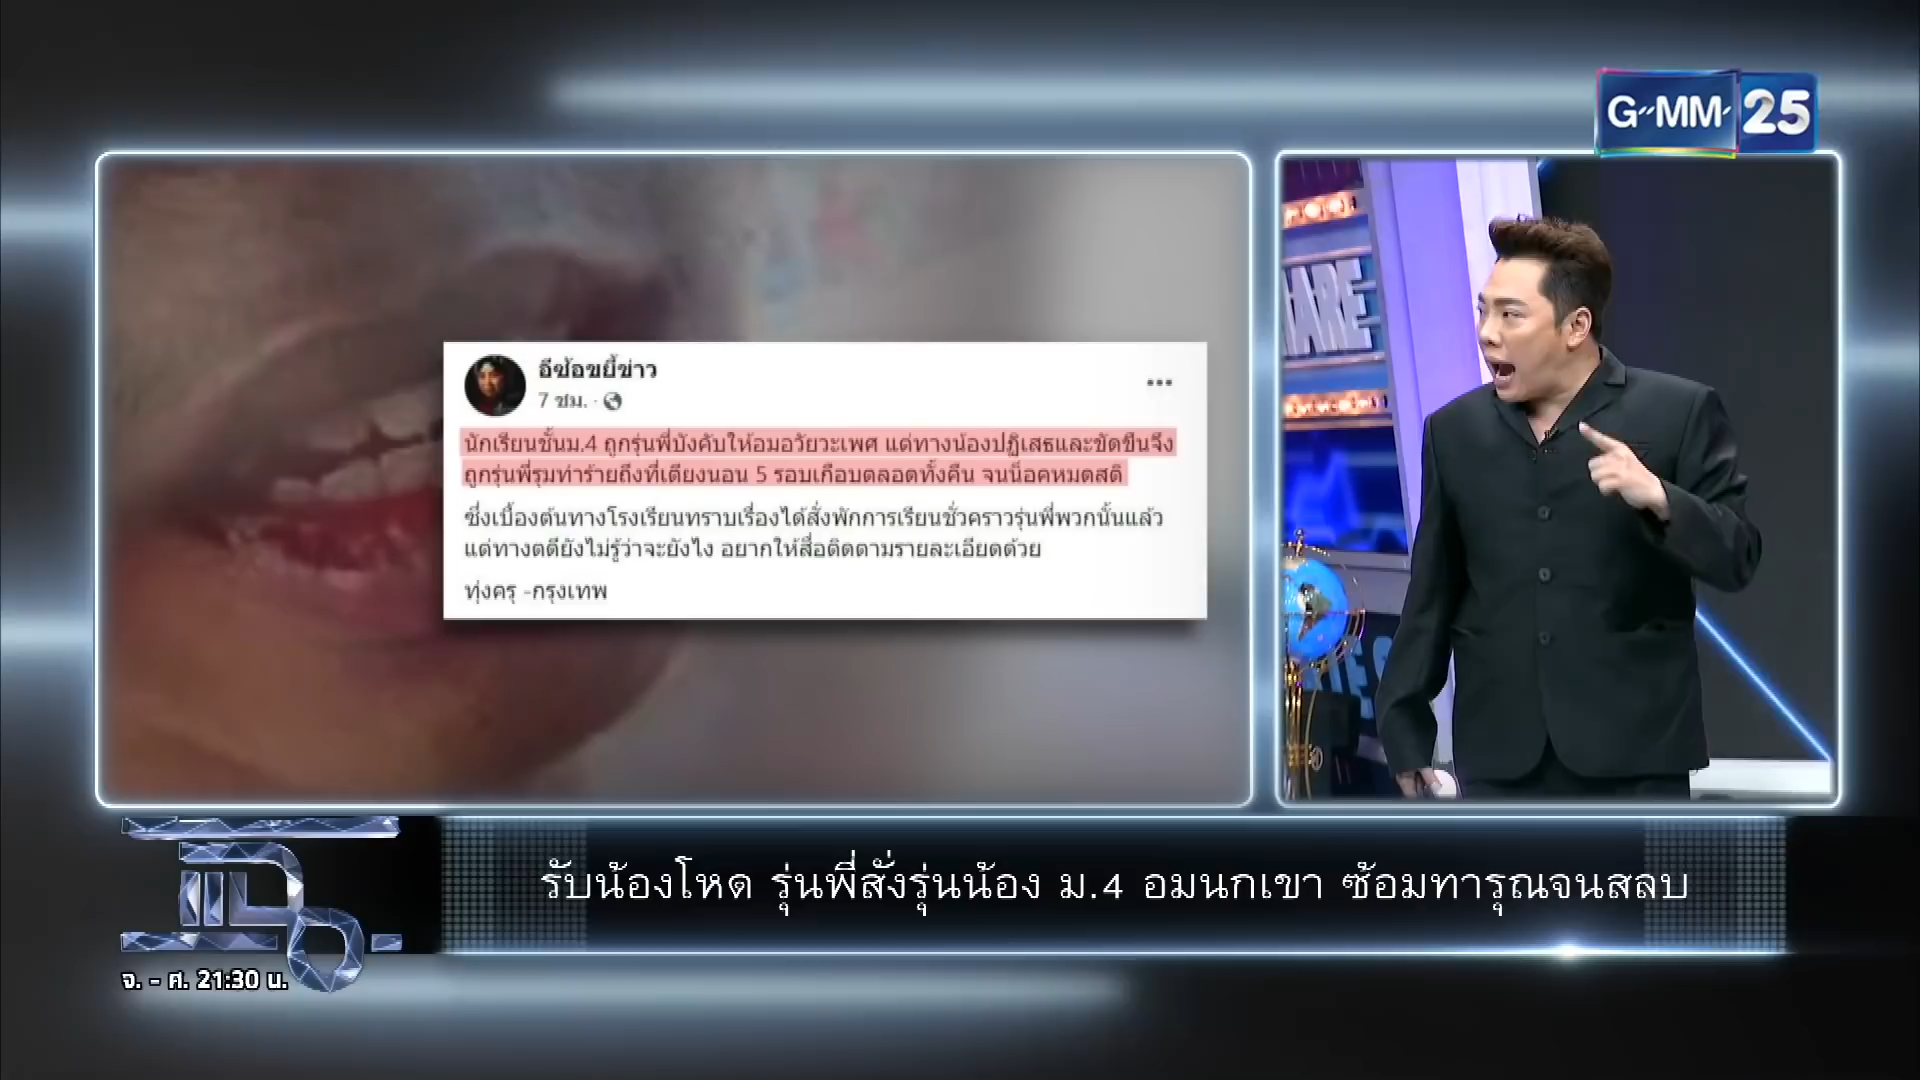 GMM 25
HARE
อีซ้อขยี้ข่าว
7 ชม.
นักเรียนชั้นม.4 ถูกรุ่นพี่บังคับให้อมอวัยวะเพศ แต่ทางน้องปฏิเสธและขัดขืนจึง
ถูกรุ่นพี่รุมทำร้ายถึงที่เตียงนอน 5 รอบเกือบตลอดทั้งคืน จนน็อคหมดสติ
ซึ่งเบื้องต้นทางโรงเรียนทราบเรื่องได้สั่งพักการเรียนชั่วคราวรุ่นพี่พวกนั้นแล้ว
แต่ทางคดียังไม่รู้ว่าจะยังไง อยากให้สื่อติดตามรายละเอียดด้วย
ทุ่งครุ -กรุงเทพ
แฉ
รับน้องโหด รุ่นพี่สั่งรุ่นน้อง ม.4 อมนกเขา ซ้อมทารุณจนสลบ
จ. - ศ. 21:30 น.